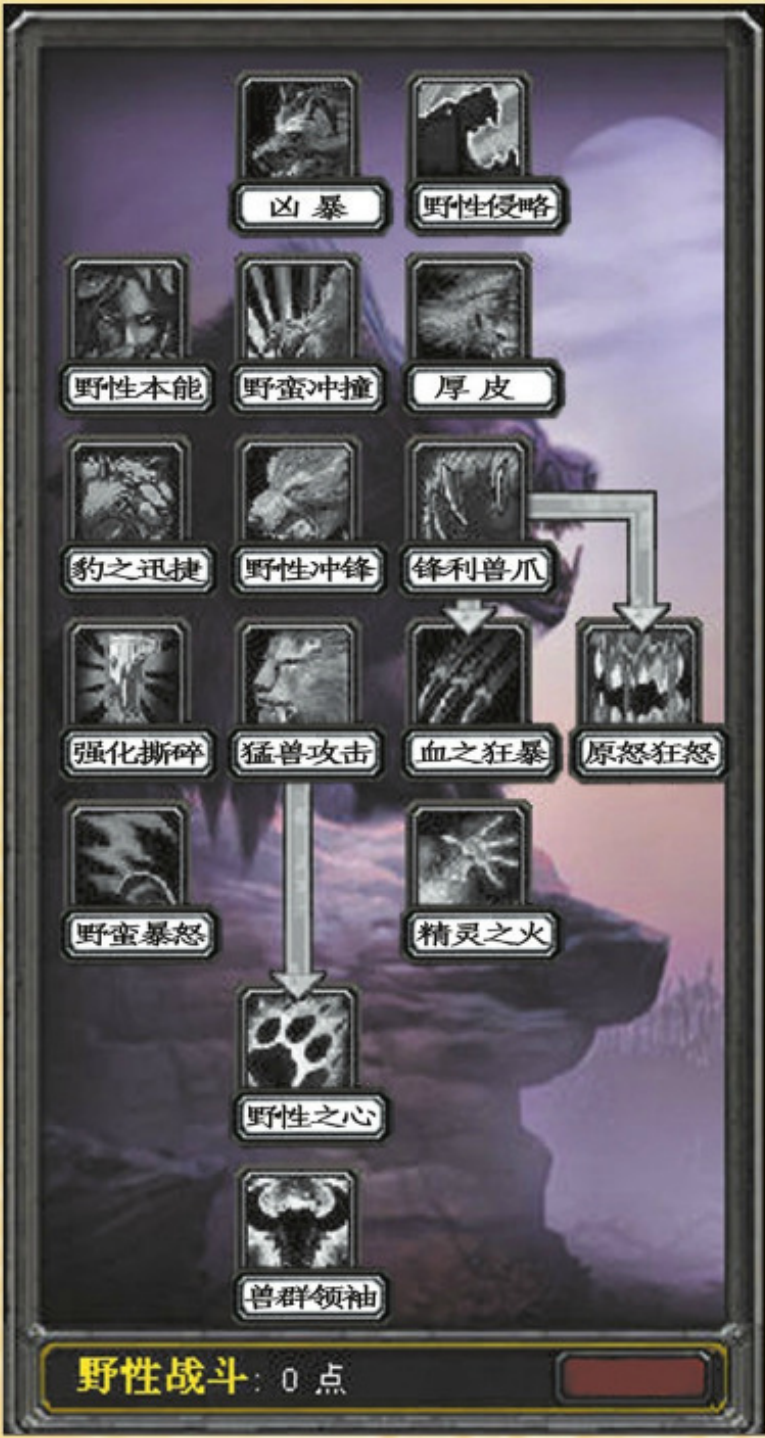 凶暴
野性侵略
野性本能
野蛮冲撞
厚皮
豹之迅捷
野性冲锋
锋利兽爪
强化撕碎
猛兽攻击
血之狂暴
原怒狂怒
野蛮暴怒
精灵之火
野性之心
兽群领袖
野性战斗: 0 点